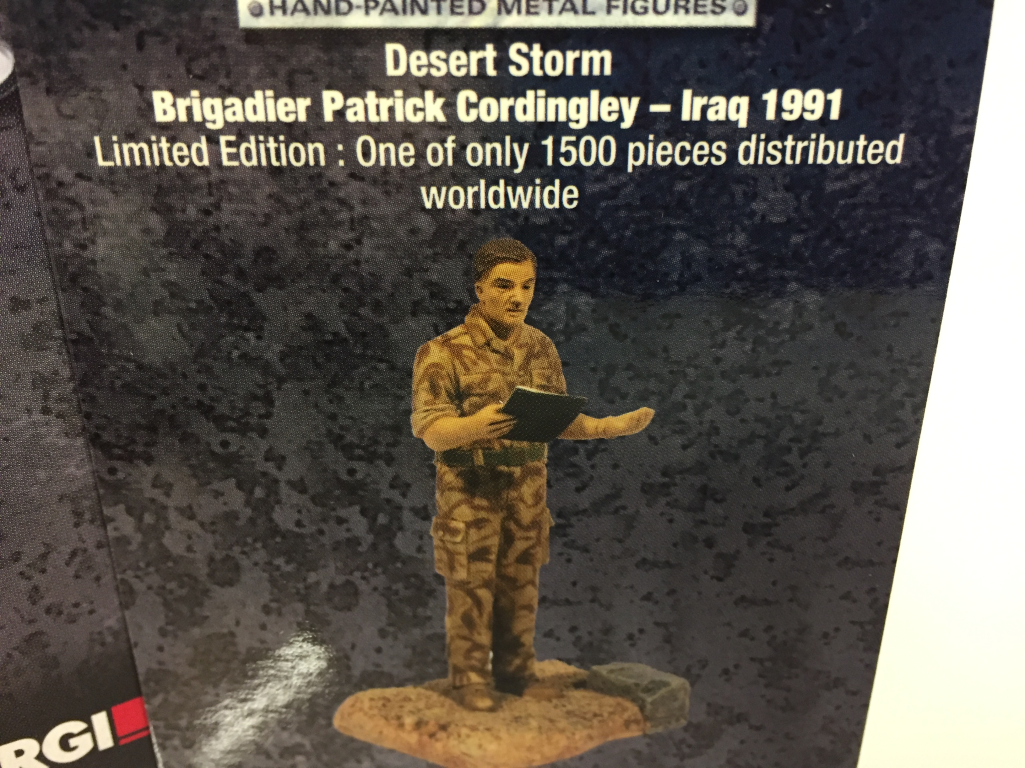 HAND-PAINTED METAL FIGURES
Desert Storm
Brigadier Patrick Cordingley – Iraq 1991
Limited Edition : One of only 1500 pieces distributed
worldwide
RGI